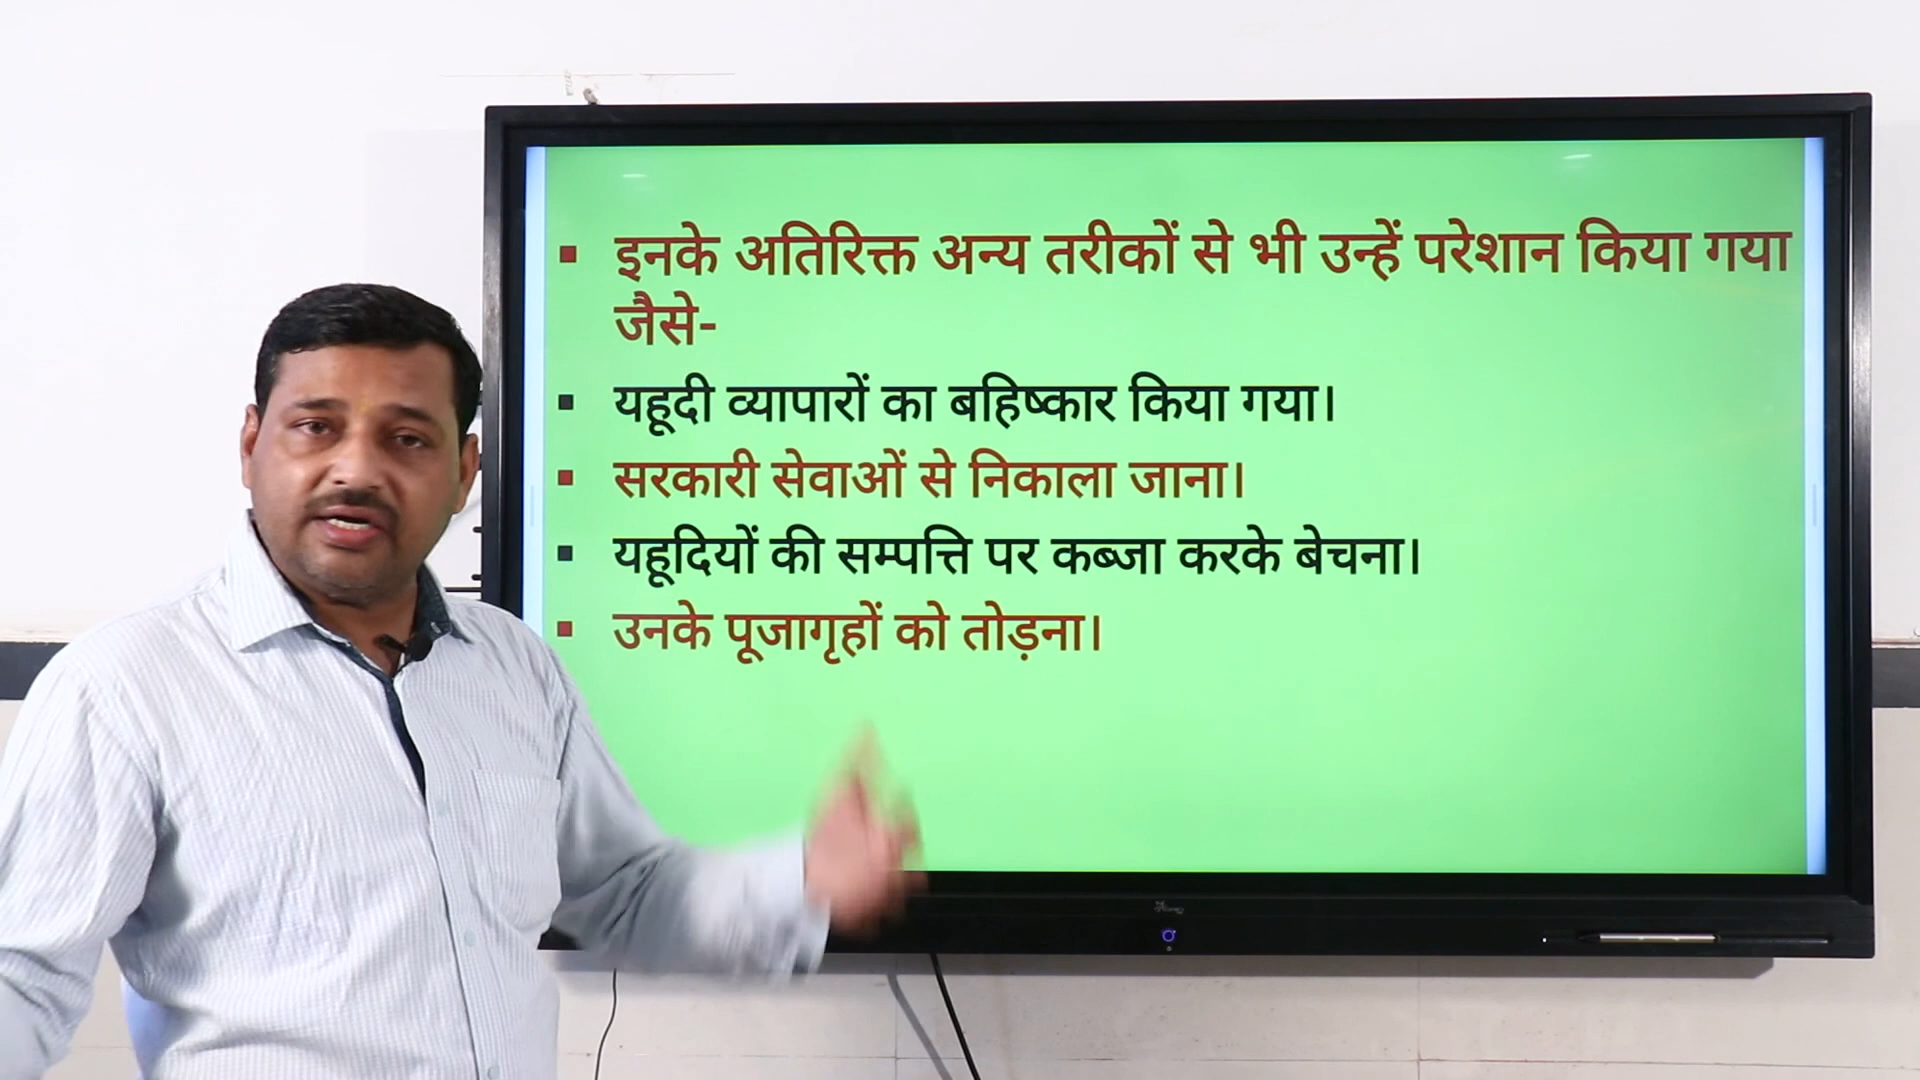 ▪ इनके अतिरिक्त अन्य तरीकों से भी उन्हें परेशान किया गया
जैसे-
▪ यहूदी व्यापारों का बहिष्कार किया गया।
▪ सरकारी सेवाओं से निकाला जाना।
▪ यहूदियों की सम्पत्ति पर कब्जा करके बेचना।
▪ उनके पूजागृहों को तोड़ना।